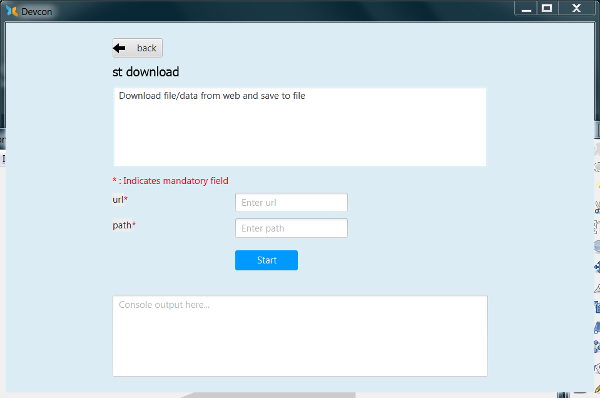 Devcon
back
st download
Download file/data from web and save to file
* : Indicates mandatory field
url*
Enter url
path*
Enter path
Start
Console output here...